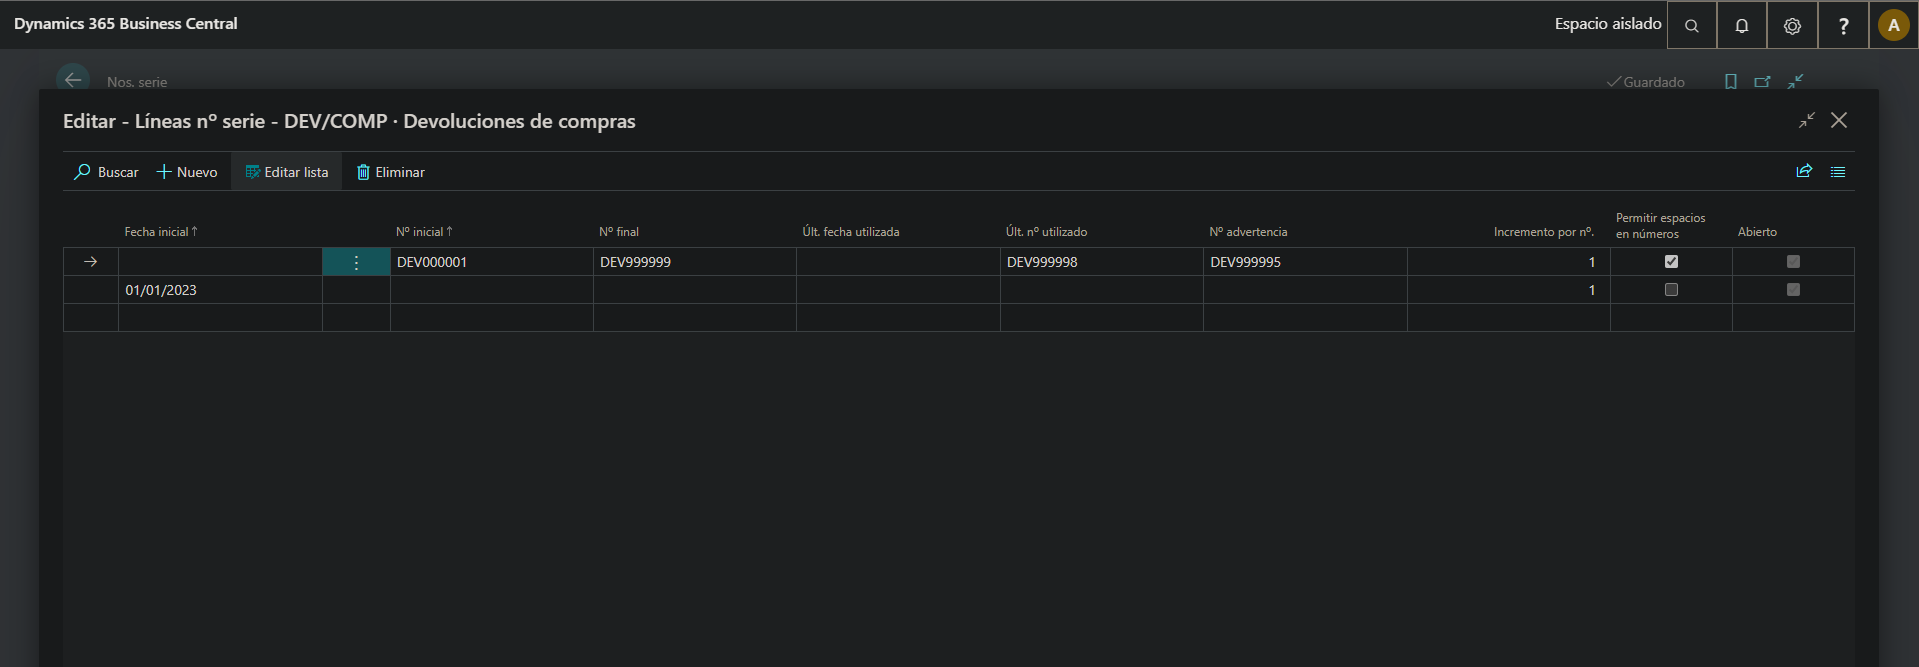 Dynamics 365 Business Central
Espacio aislado
?
A
Nos. serie
Guardado
Editar - Líneas nº serie - DEV/COMP · Devoluciones de compras
Buscar
Nuevo
Editar lista
Eliminar
Fecha inicial ↑
Nº inicial ↑
Nº final
Últ. fecha utilizada
Últ. nº utilizado
Nº advertencia
Incremento por nº.
Permitir espacios
en números
Abierto
DEV000001
DEV999999
DEV999998
DEV999995
1
01/01/2023
1